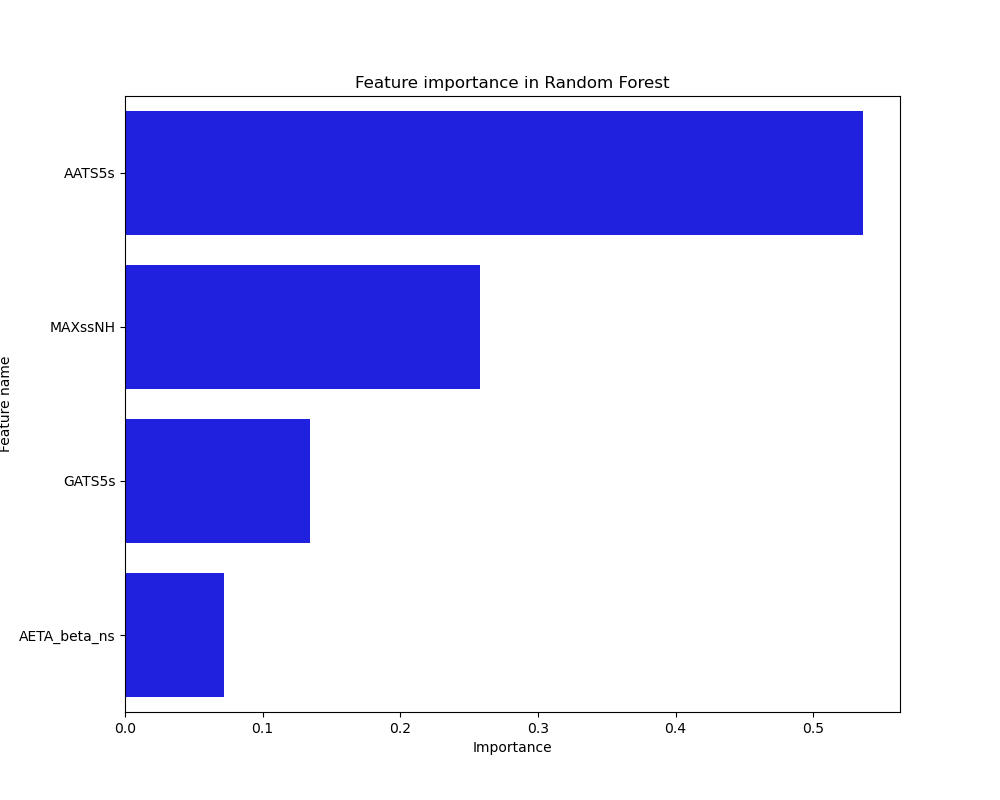 Feature importance in Random Forest
AATS5s
MAXssNH
GATS5s
AETA_beta_ns
Feature name
0.0 0.1 0.2 0.3 0.4 0.5
Importance